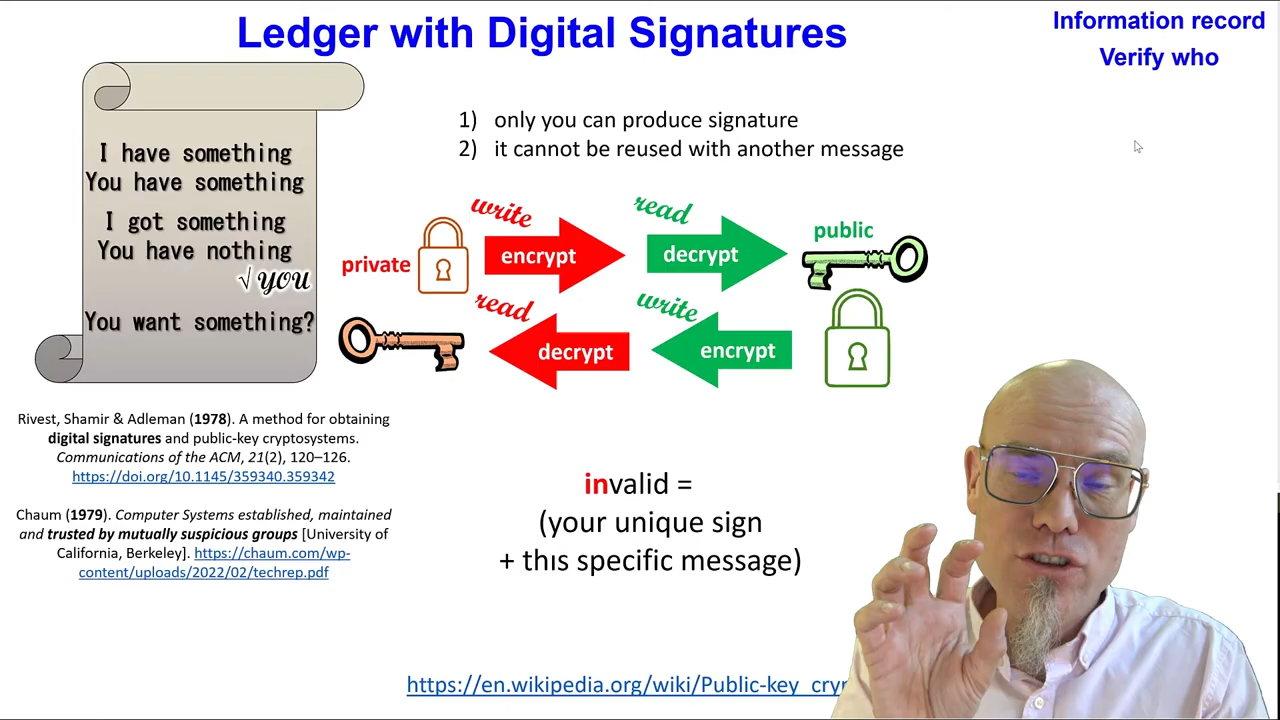 Ledger with Digital Signatures
Information record
Verify who
I have something
You have something
I got something
You have nothing
√ you
You want something?
1) only you can produce signature
2) it cannot be reused with another message
write
encrypt
read
decrypt
public
private
read
decrypt
write
encrypt
Rivest, Shamir & Adleman (1978). A method for obtaining
digital signatures and public-key cryptosystems.
Communications of the ACM, 21(2), 120–126.
https://doi.org/10.1145/359340.359342
Chaum (1979). Computer Systems established, maintained
and trusted by mutually suspicious groups [University of
California, Berkeley]. https://chaum.com/wp-
content/uploads/2022/02/techrep.pdf
invalid =
(your unique sign
+ this specific message)
https://en.wikipedia.org/wiki/Public-key_cry